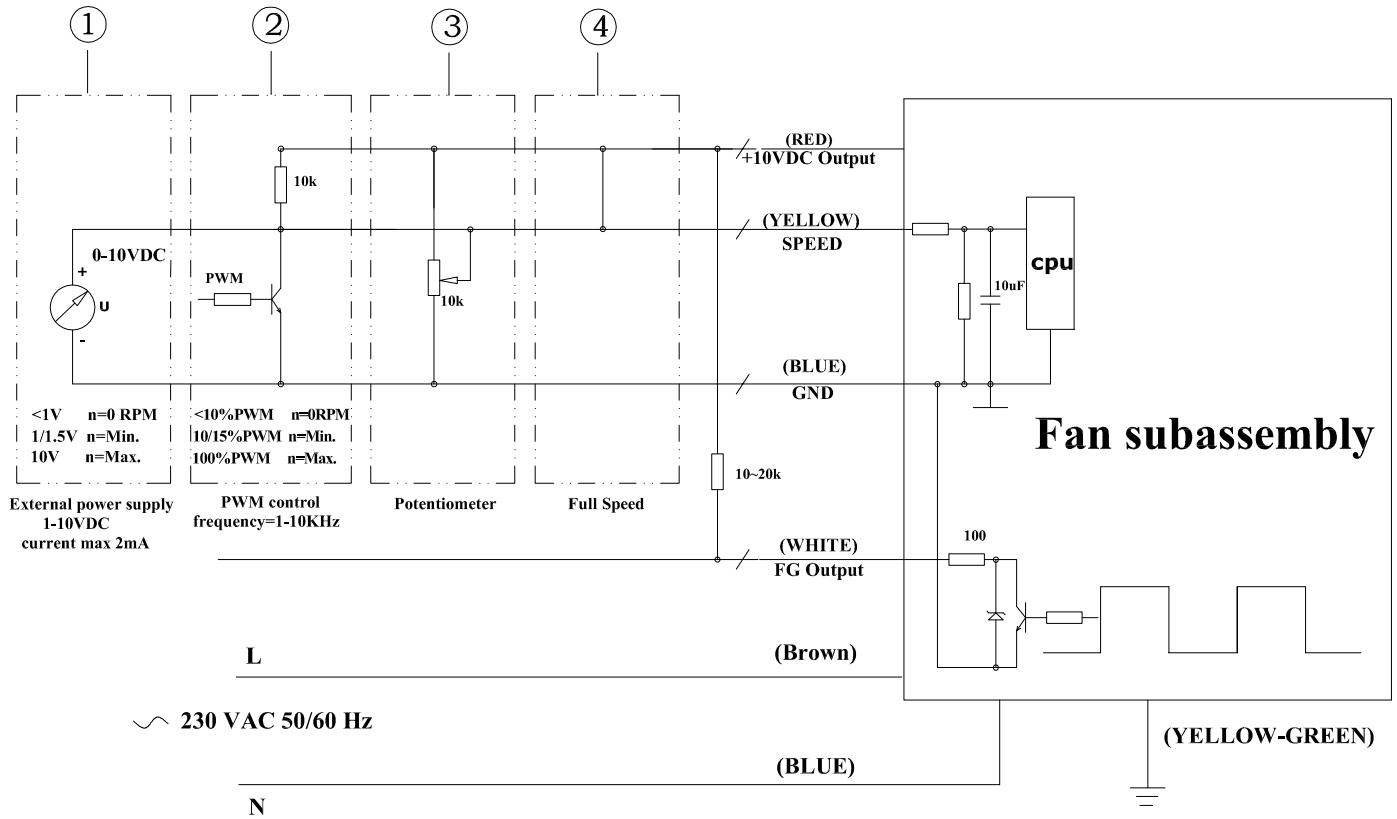 ① ② ③ ④
(RED)
+10VDC Output
10k
(YELLOW)
SPEED
0-10VDC
+
U
-
PWM
10k
cpu
10uF
(BLUE)
GND
<1V n=0 RPM
1/1.5V n=Min.
10V n=Max.
<10%PWM n=0RPM
10/15%PWM n=Min.
100%PWM n=Max.
Fan subassembly
10~20k
External power supply
1-10VDC
current max 2mA
PWM control
frequency=1-10KHz
Potentiometer
Full Speed
(WHITE)
FG Output
100
L
(Brown)
230 VAC 50/60 Hz
(YELLOW-GREEN)
(BLUE)
N